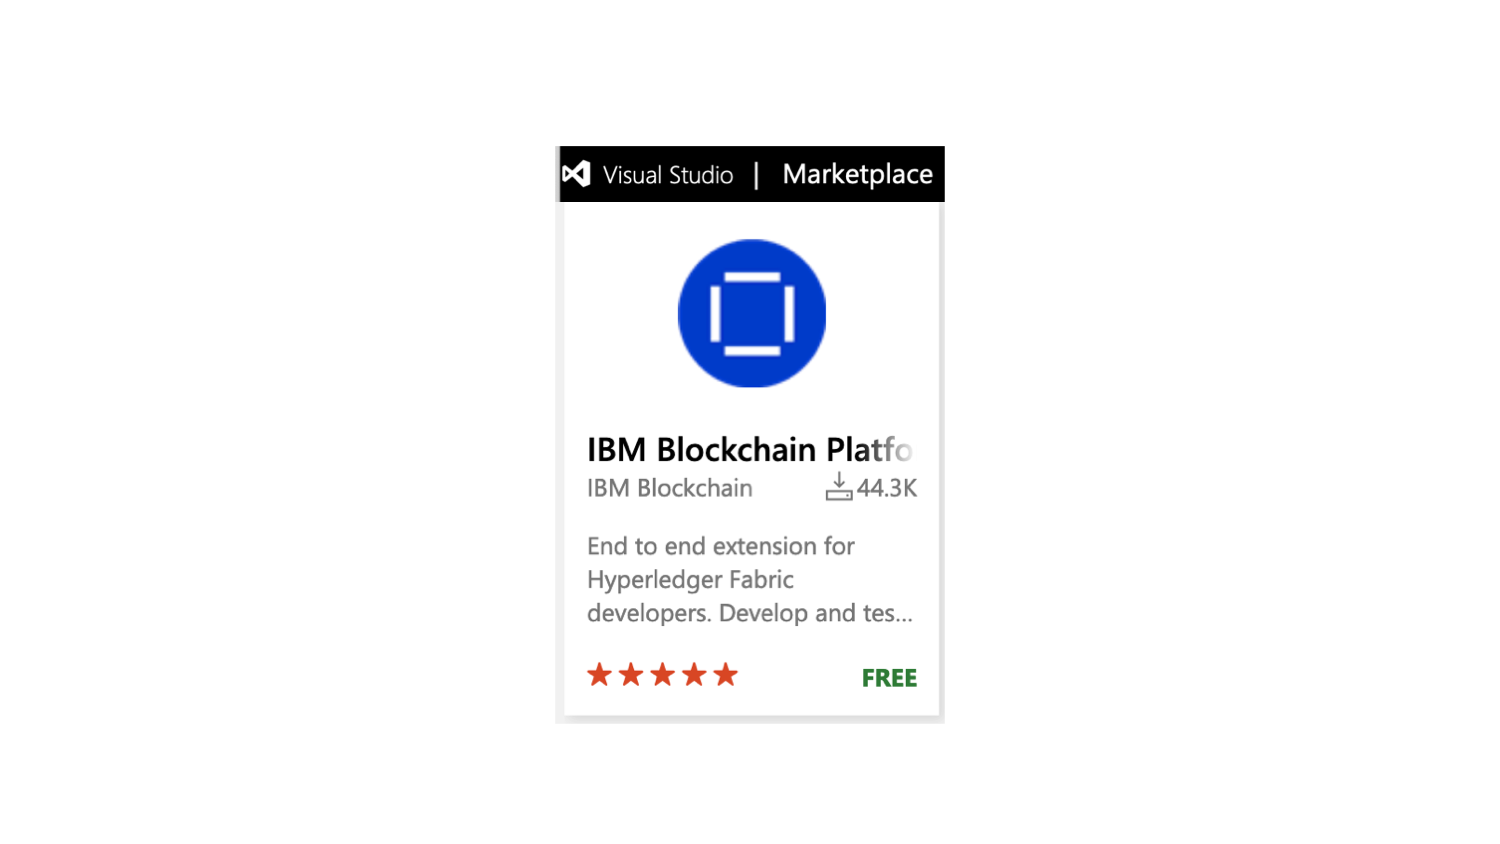 Visual Studio | Marketplace
IBM Blockchain Platfo
IBM Blockchain 44.3K
End to end extension for
Hyperledger Fabric
developers. Develop and tes...
FREE